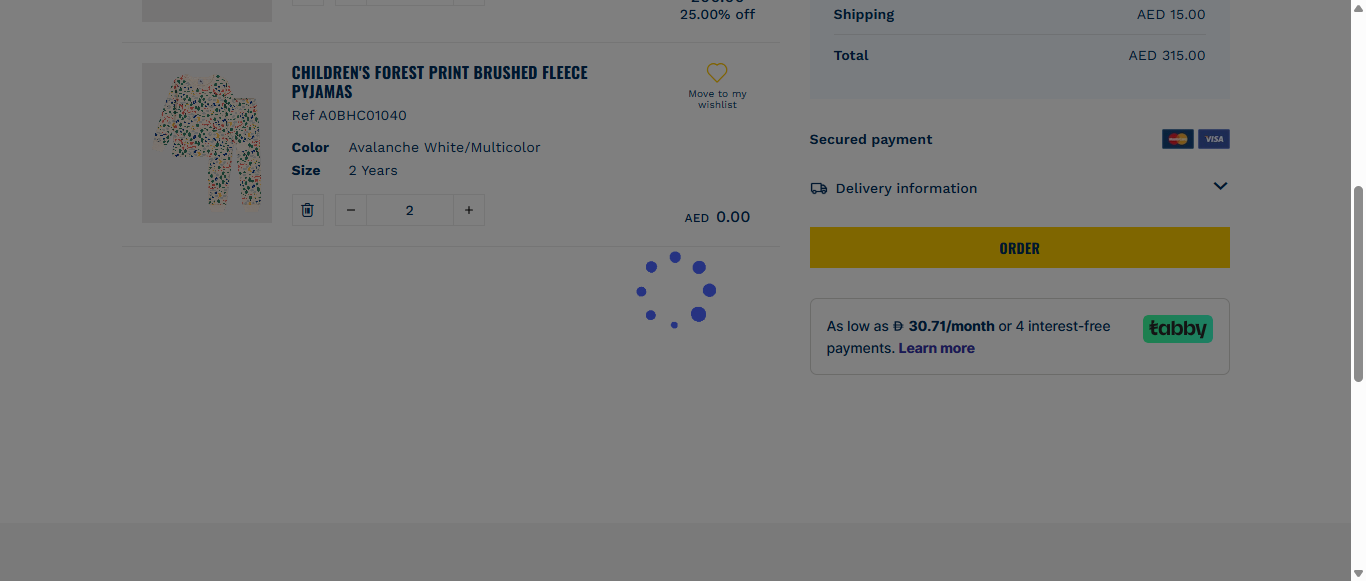 25.00% off
Shipping AED 15.00
Total AED 315.00
CHILDREN'S FOREST PRINT BRUSHED FLEECE
PYJAMAS
Move to my
wishlist
Ref A0BHC01040
Color Avalanche White/Multicolor
Size 2 Years
− 2 +
AED 0.00
Secured payment
VISA
Delivery information
ORDER
As low as 30.71/month or 4 interest-free
payments. Learn more
tabby